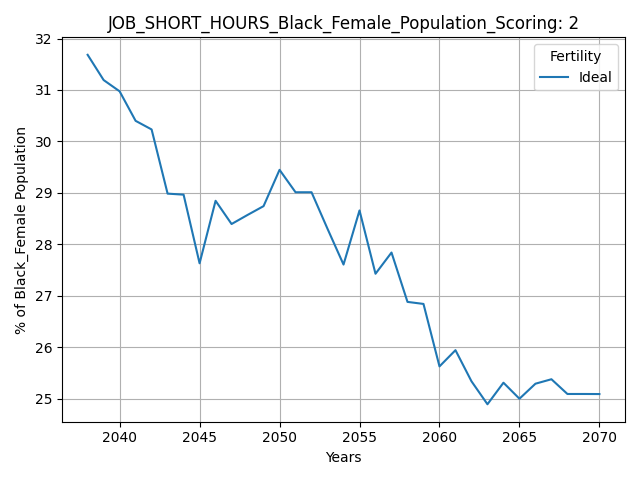 JOB_SHORT_HOURS_Black_Female_Population_Scoring: 2
Fertility
Ideal
% of Black_Female Population
32
31
30
29
28
27
26
25
2040 2045 2050 2055 2060 2065 2070
Years